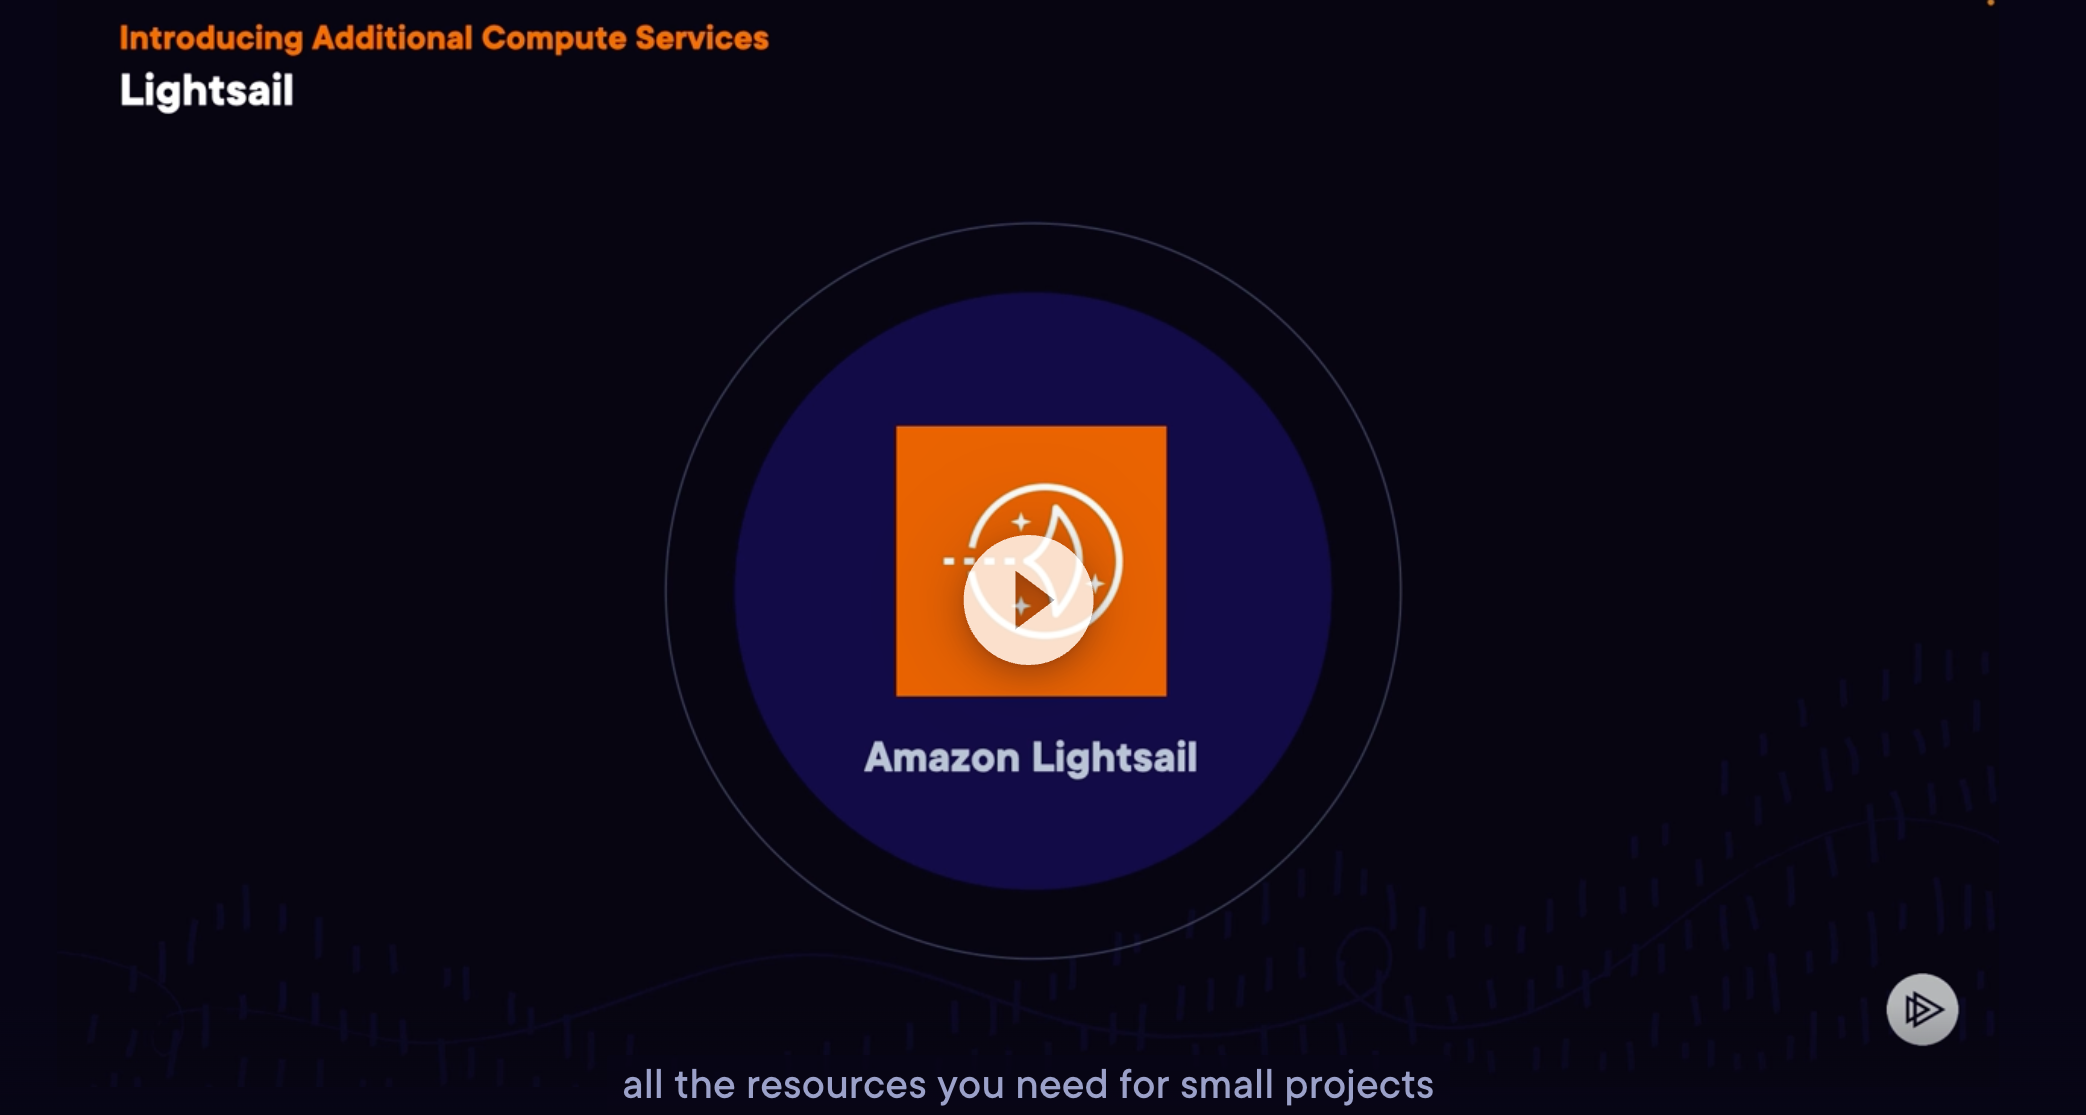 Introducing Additional Compute Services
Lightsail
Amazon Lightsail
all the resources you need for small projects